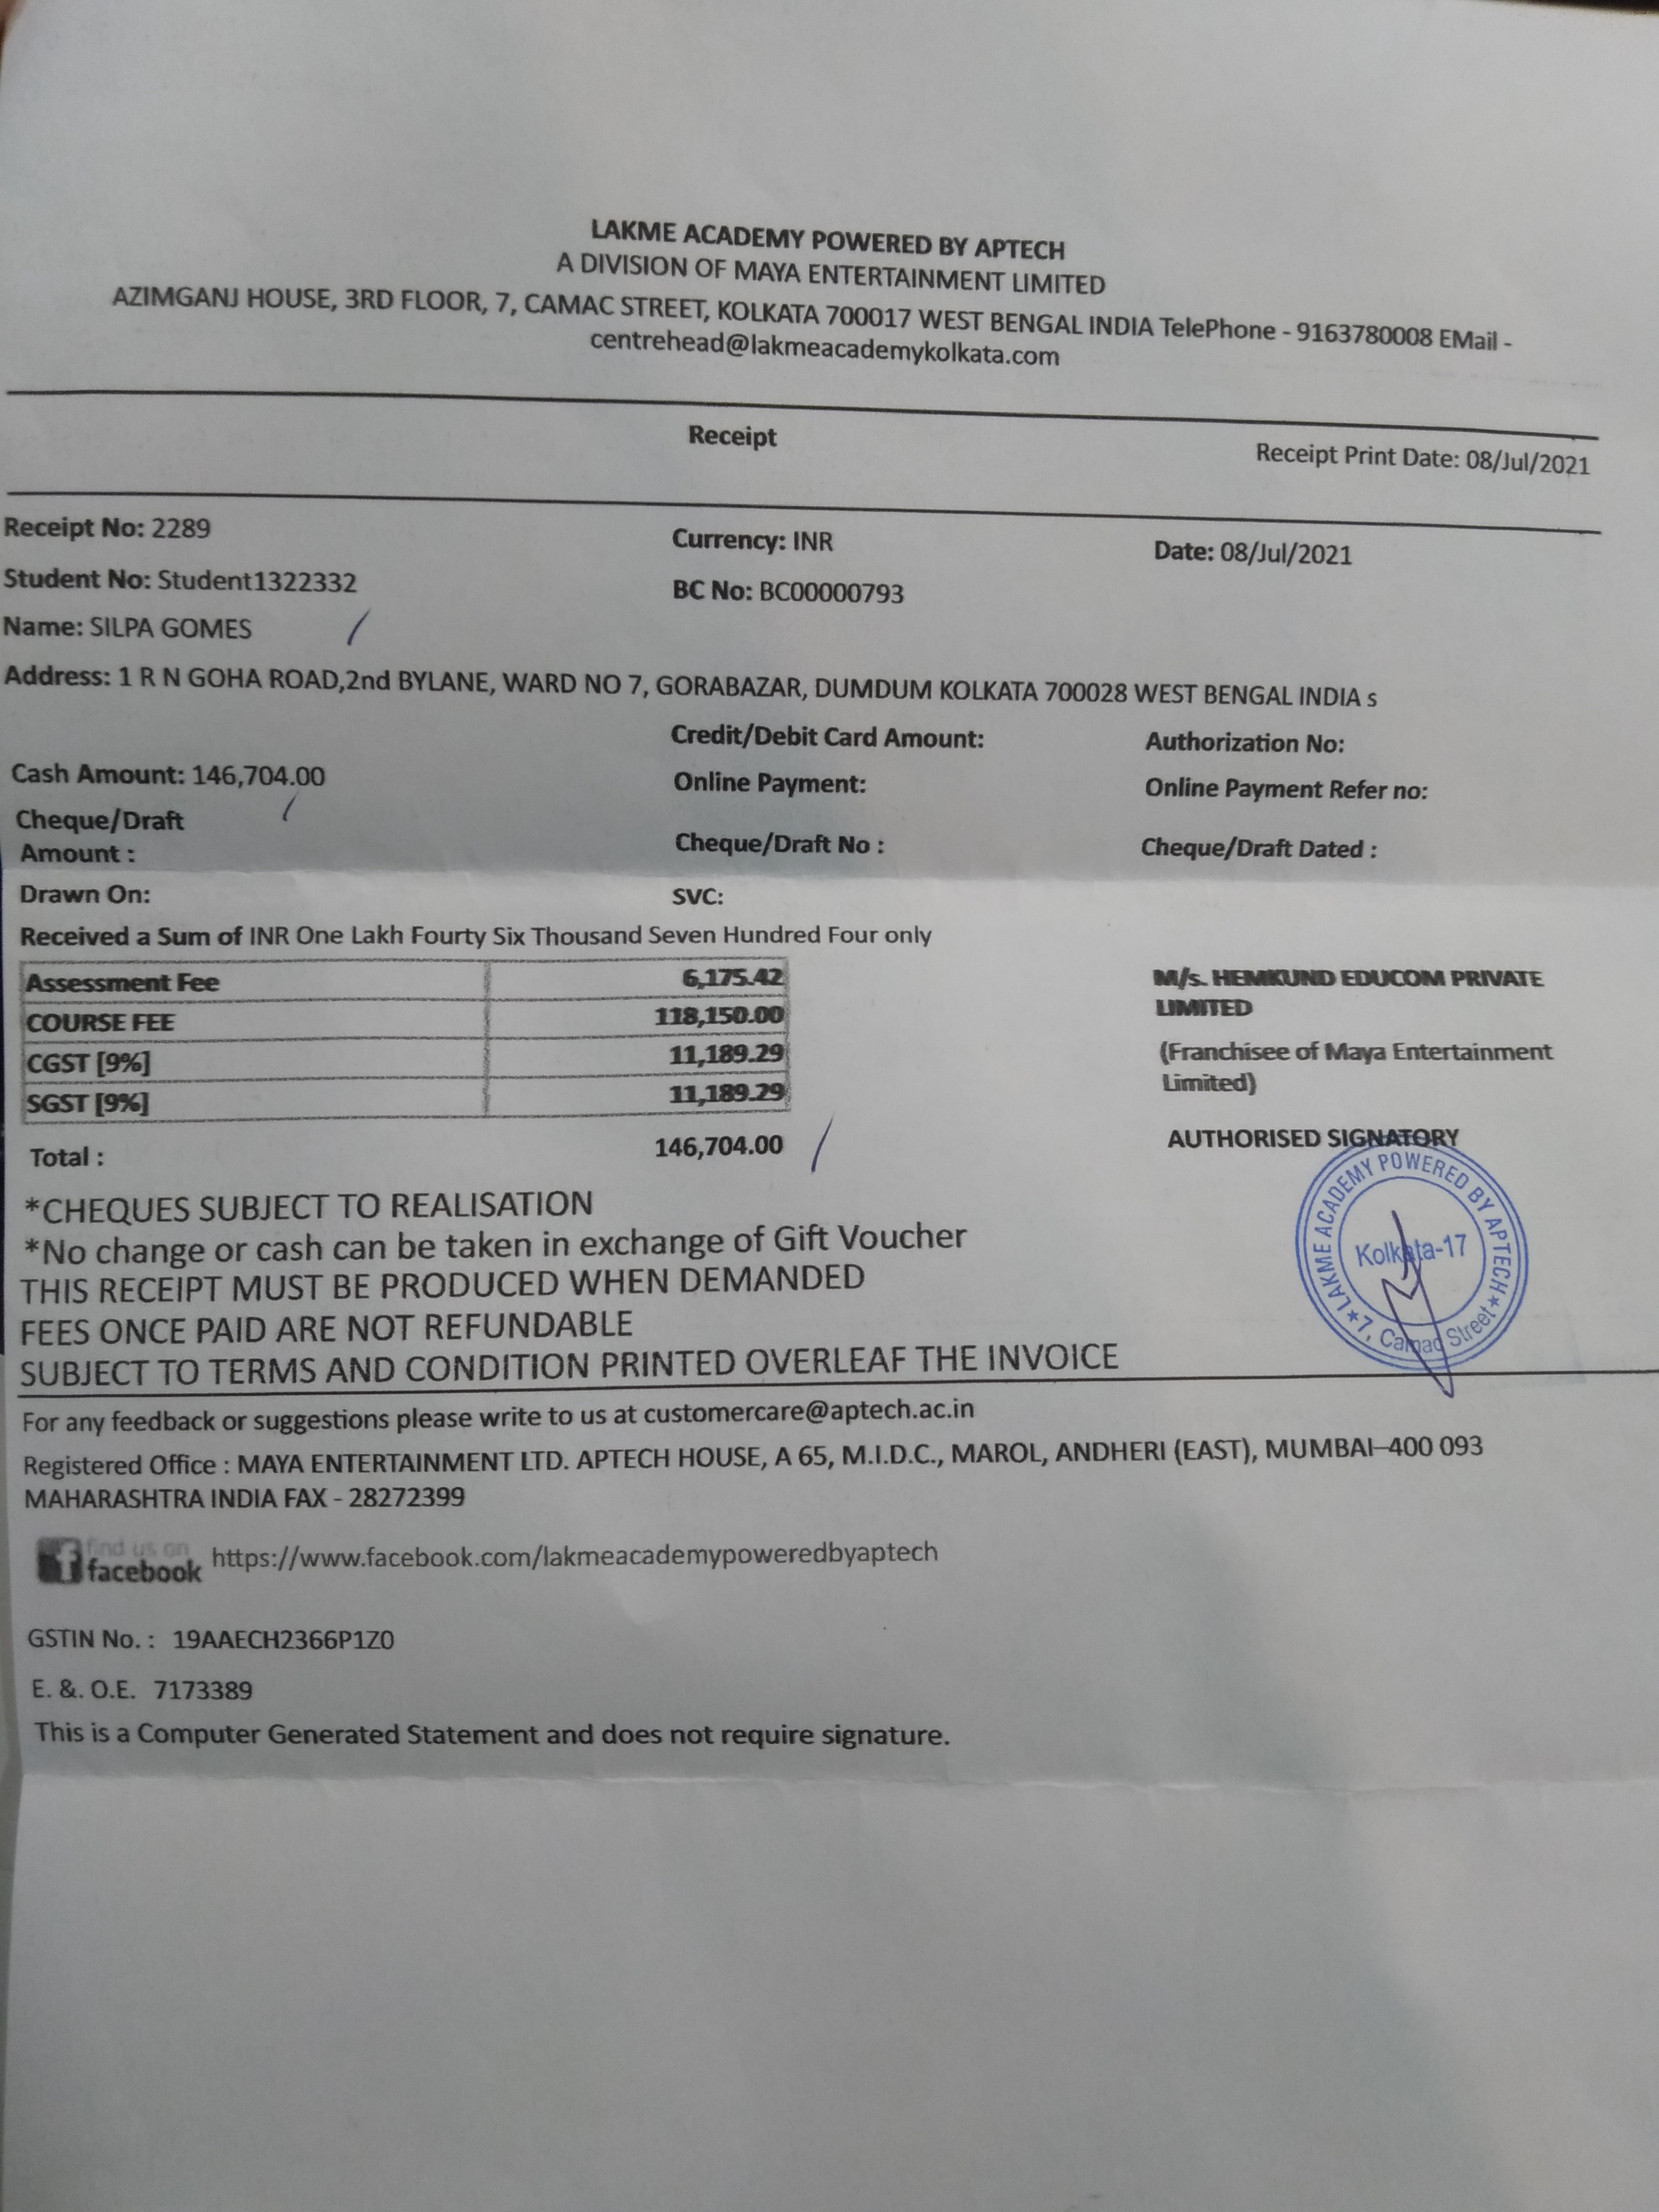 LAKME ACADEMY POWERED BY APTECH
A DIVISION OF MAYA ENTERTAINMENT LIMITED
AZIMGANJ HOUSE, 3RD FLOOR, 7, CAMAC STREET, KOLKATA 700017 WEST BENGAL INDIA TelePhone - 9163780008 EMail -
centrehead@lakmeacademykolkata.com
Receipt
Receipt Print Date: 08/Jul/2021
Receipt No: 2289 Currency: INR Date: 08/Jul/2021
Student No: Student1322332 BC No: BC00000793
Name: SILPA GOMES
Address: 1 R N GOHA ROAD,2nd BYLANE, WARD NO 7, GORABAZAR, DUMDUM KOLKATA 700028 WEST BENGAL INDIA s
Credit/Debit Card Amount: Authorization No:
Cash Amount: 146,704.00 Online Payment: Online Payment Refer no:
Cheque/Draft
Amount : Cheque/Draft No : Cheque/Draft Dated :
Drawn On: SVC:
Received a Sum of INR One Lakh Fourty Six Thousand Seven Hundred Four only
Assessment Fee 6,175.42
COURSE FEE 118,150.00
CGST [9%] 11,189.29
SGST [9%] 11,189.29
Total : 146,704.00
M/s. HEMKUND EDUCOM PRIVATE
LIMITED
(Franchisee of Maya Entertainment
Limited)
AUTHORISED SIGNATORY
LAKME ACADEMY POWERED BY APTECH
Kolkata-17
★ 7, Camac Street ★
*CHEQUES SUBJECT TO REALISATION
*No change or cash can be taken in exchange of Gift Voucher
THIS RECEIPT MUST BE PRODUCED WHEN DEMANDED
FEES ONCE PAID ARE NOT REFUNDABLE
SUBJECT TO TERMS AND CONDITION PRINTED OVERLEAF THE INVOICE
For any feedback or suggestions please write to us at customercare@aptech.ac.in
Registered Office : MAYA ENTERTAINMENT LTD. APTECH HOUSE, A 65, M.I.D.C., MAROL, ANDHERI (EAST), MUMBAI–400 093
MAHARASHTRA INDIA FAX - 28272399
find us on
facebook https://www.facebook.com/lakmeacademypoweredbyaptech
GSTIN No. : 19AAECH2366P1Z0
E. &. O.E. 7173389
This is a Computer Generated Statement and does not require signature.